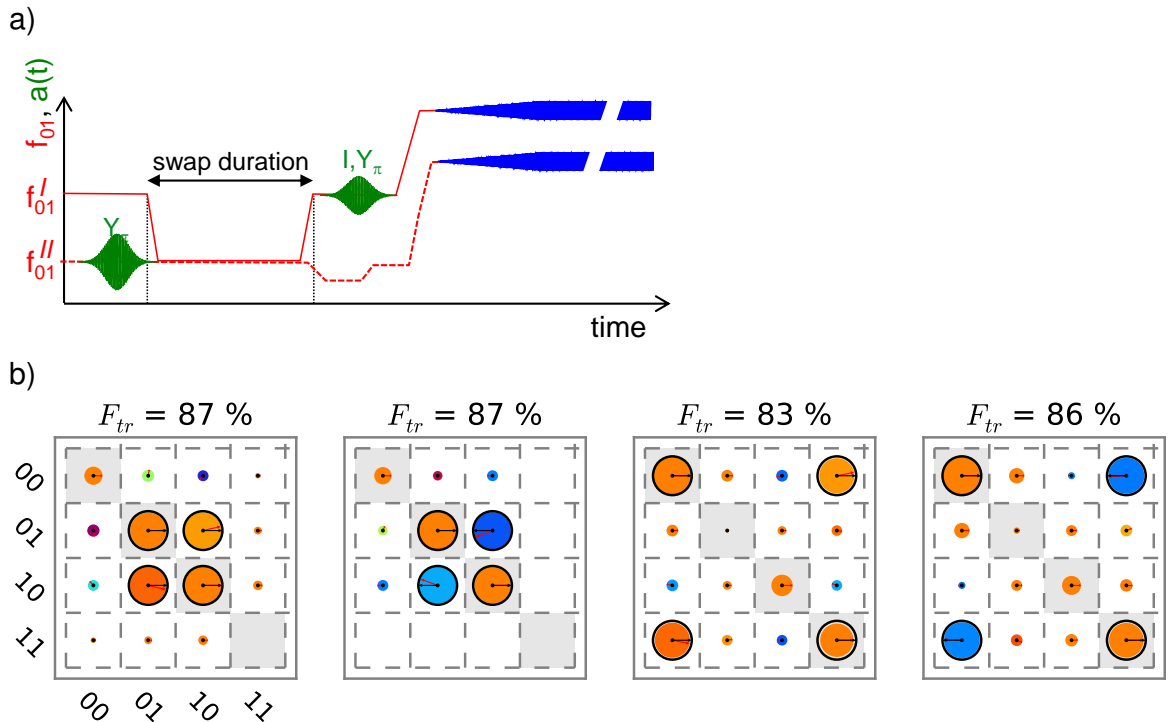 a)
f01, a(t)
I,Yπ
swap duration
f01I
Yπ
f01II
time
b)
Ftr = 87 % Ftr = 87 % Ftr = 83 % Ftr = 86 %
00
01
10
11
00 01 10 11